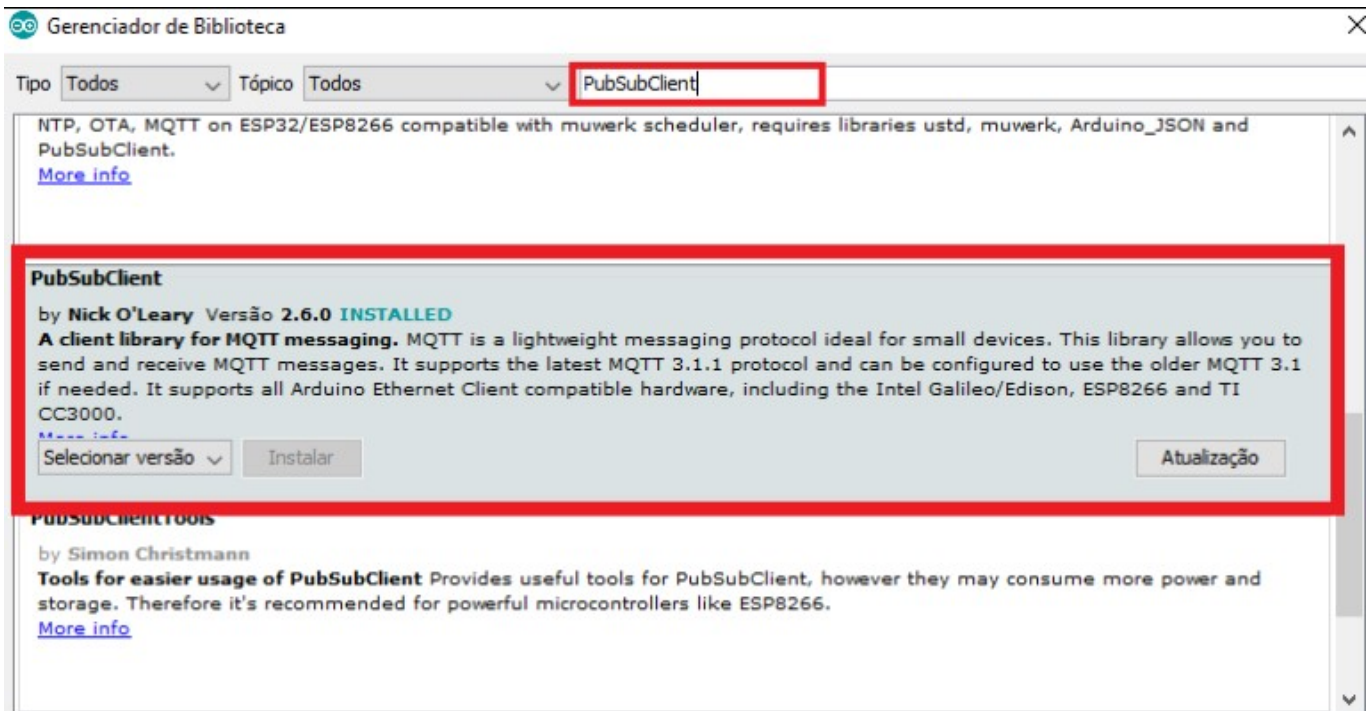 Gerenciador de Biblioteca
Tipo Todos Tópico Todos PubSubClient
NTP, OTA, MQTT on ESP32/ESP8266 compatible with muwerk scheduler, requires libraries ustd, muwerk, Arduino_JSON and
PubSubClient.
More info
PubSubClient
by Nick O'Leary Versão 2.6.0 INSTALLED
A client library for MQTT messaging. MQTT is a lightweight messaging protocol ideal for small devices. This library allows you to
send and receive MQTT messages. It supports the latest MQTT 3.1.1 protocol and can be configured to use the older MQTT 3.1
if needed. It supports all Arduino Ethernet Client compatible hardware, including the Intel Galileo/Edison, ESP8266 and TI
CC3000.
More info
Selecionar versão Instalar Atualização
PubSubClientTools
by Simon Christmann
Tools for easier usage of PubSubClient Provides useful tools for PubSubClient, however they may consume more power and
storage. Therefore it's recommended for powerful microcontrollers like ESP8266.
More info